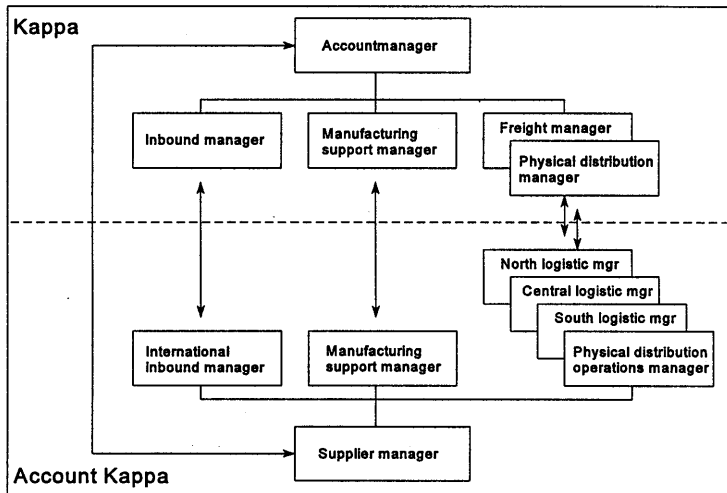 Kappa
Accountmanager
Inbound manager
Manufacturing
support manager
Freight manager
Physical distribution
manager
North logistic mgr
Central logistic mgr
South logistic mgr
Physical distribution
operations manager
International
inbound manager
Manufacturing
support manager
Supplier manager
Account Kappa